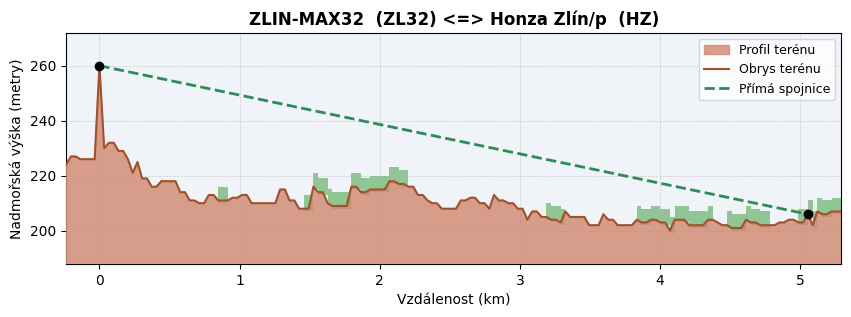 ZLIN-MAX32  (ZL32) <=> Honza Zlín/p  (HZ)
Nadmořská výška (metry)
260
240
220
200
Profil terénu
Obrys terénu
Přímá spojnice
0 1 2 3 4 5
Vzdálenost (km)